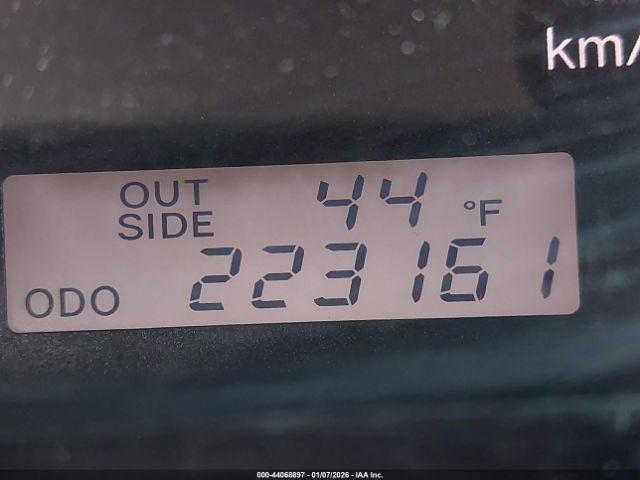 km/
OUT
SIDE 44 °F
ODO 223161
000-44068897 - 01/07/2026 - IAA Inc.